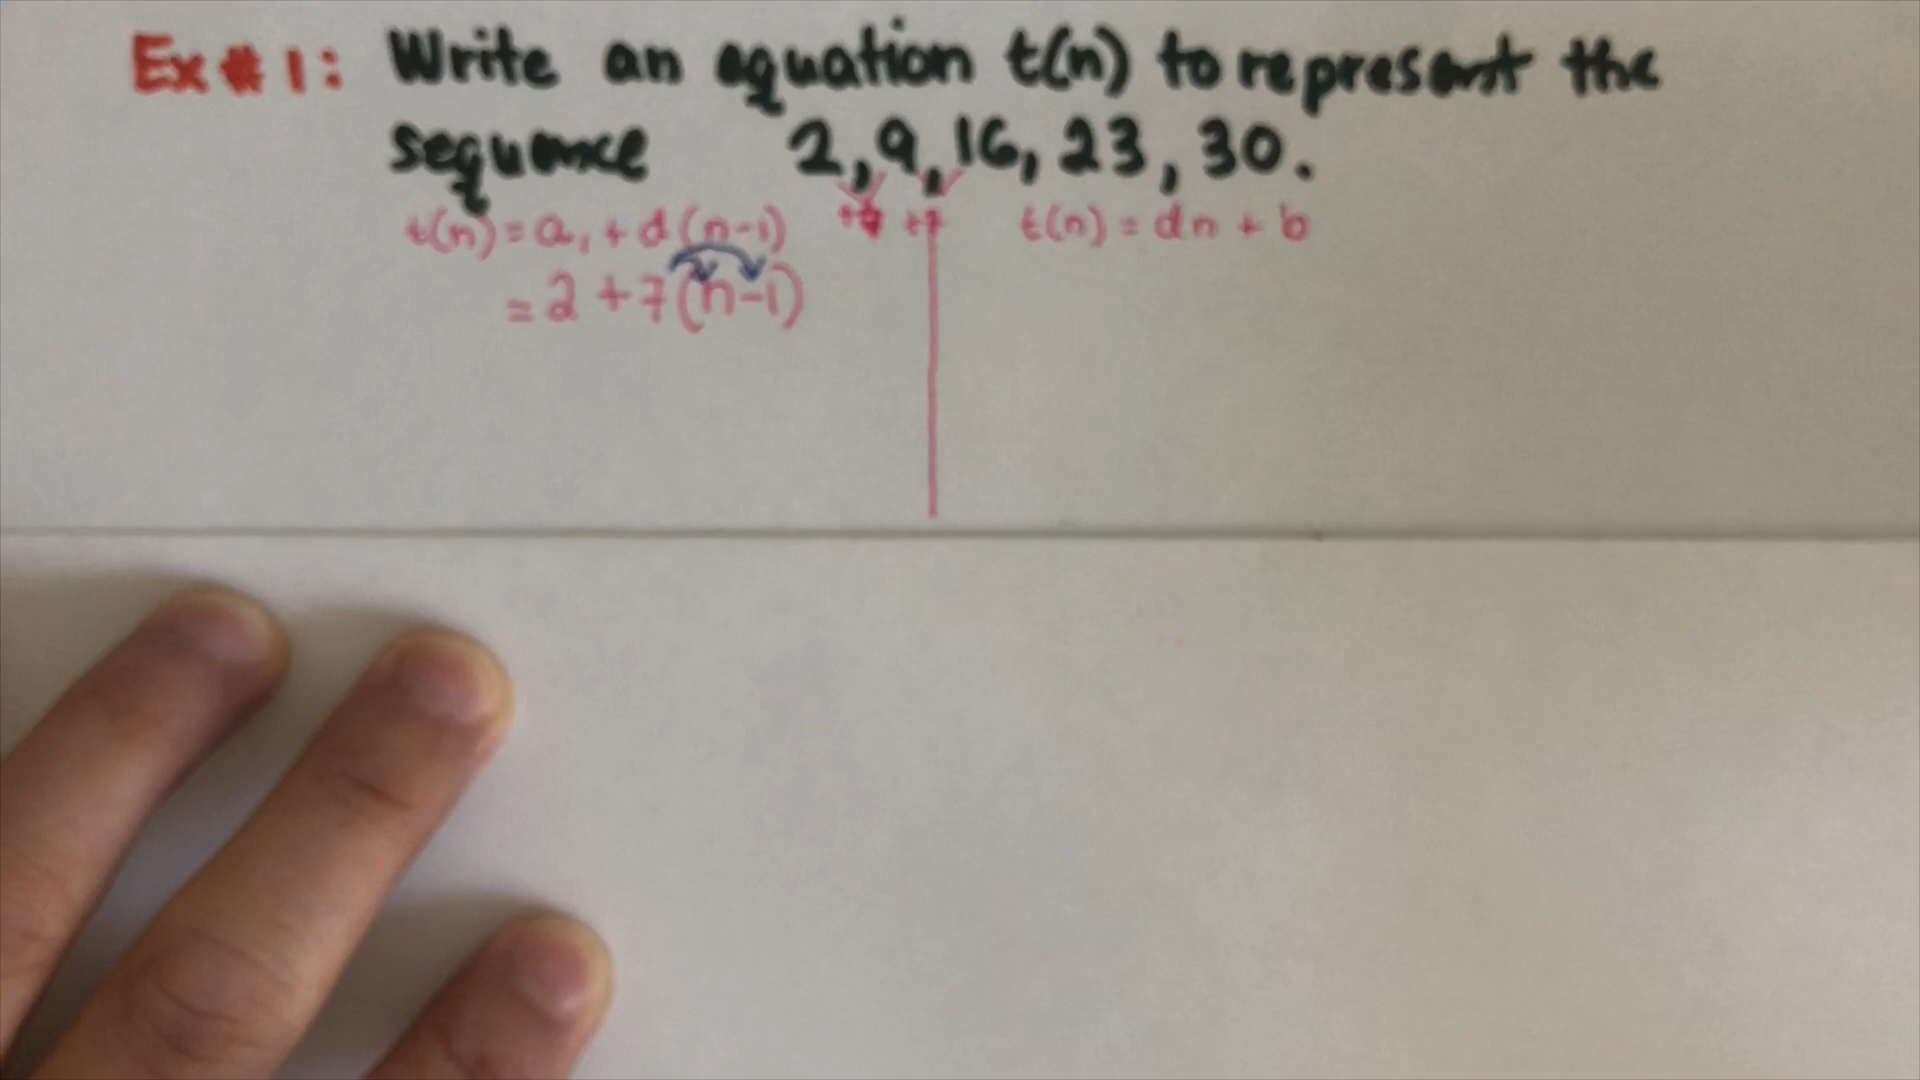 Ex#1: Write an equation t(n) to represent the
sequence 2, 9, 16, 23, 30.
t(n) = a₁ + d(n-1) +7 t(n) = dn + b
= 2 + 7(n-1)